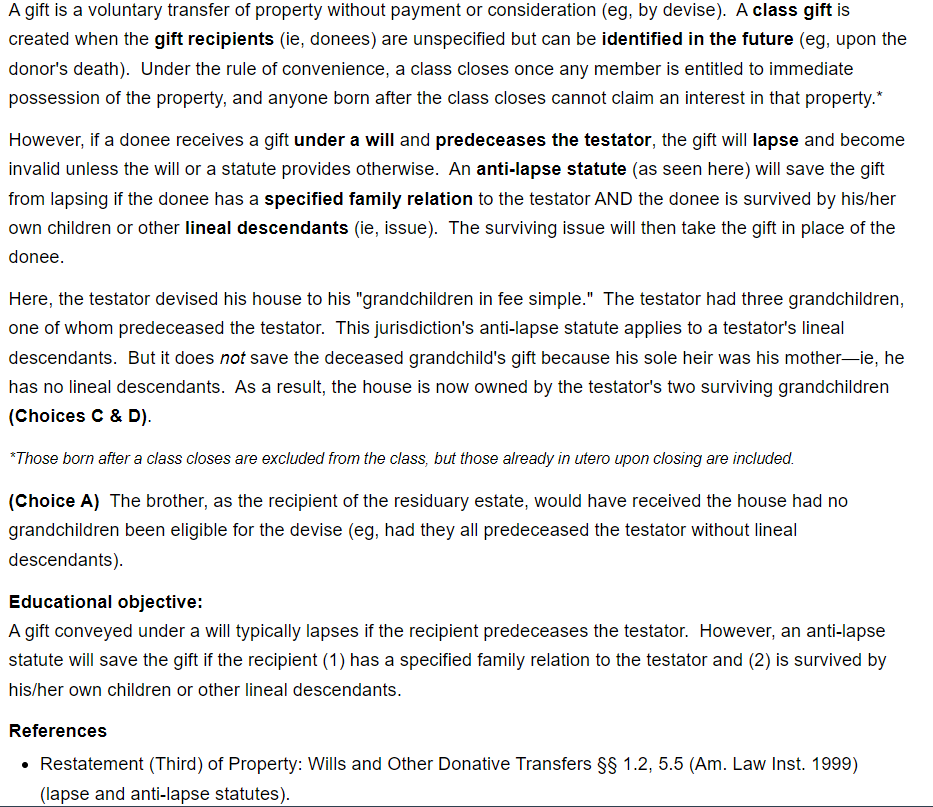 A gift is a voluntary transfer of property without payment or consideration (eg, by devise).  A class gift is
created when the gift recipients (ie, donees) are unspecified but can be identified in the future (eg, upon the
donor's death).  Under the rule of convenience, a class closes once any member is entitled to immediate
possession of the property, and anyone born after the class closes cannot claim an interest in that property.*
However, if a donee receives a gift under a will and predeceases the testator, the gift will lapse and become
invalid unless the will or a statute provides otherwise.  An anti-lapse statute (as seen here) will save the gift
from lapsing if the donee has a specified family relation to the testator AND the donee is survived by his/her
own children or other lineal descendants (ie, issue).  The surviving issue will then take the gift in place of the
donee.
Here, the testator devised his house to his "grandchildren in fee simple."  The testator had three grandchildren,
one of whom predeceased the testator.  This jurisdiction's anti-lapse statute applies to a testator's lineal
descendants.  But it does not save the deceased grandchild's gift because his sole heir was his mother—ie, he
has no lineal descendants.  As a result, the house is now owned by the testator's two surviving grandchildren
(Choices C & D).
*Those born after a class closes are excluded from the class, but those already in utero upon closing are included.
(Choice A)  The brother, as the recipient of the residuary estate, would have received the house had no
grandchildren been eligible for the devise (eg, had they all predeceased the testator without lineal
descendants).
Educational objective:
A gift conveyed under a will typically lapses if the recipient predeceases the testator.  However, an anti-lapse
statute will save the gift if the recipient (1) has a specified family relation to the testator and (2) is survived by
his/her own children or other lineal descendants.
References
• Restatement (Third) of Property: Wills and Other Donative Transfers §§ 1.2, 5.5 (Am. Law Inst. 1999)
(lapse and anti-lapse statutes).